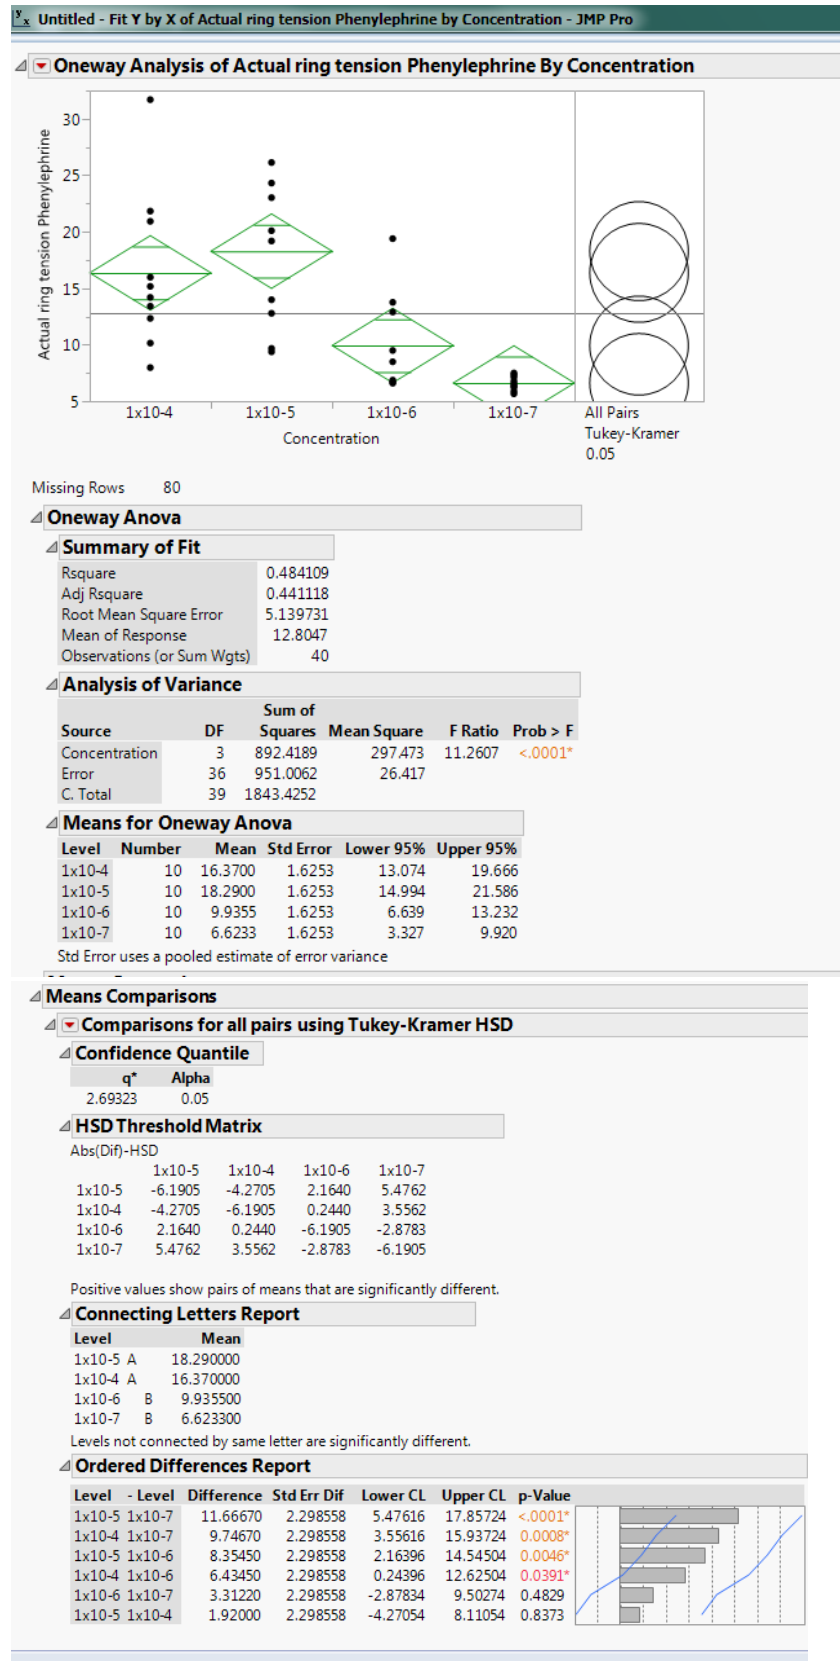 Untitled - Fit Y by X of Actual ring tension Phenylephrine by Concentration - JMP Pro
Oneway Analysis of Actual ring tension Phenylephrine By Concentration
Actual ring tension Phenylephrine
30
25
20
15
10
5
1x10-4 1x10-5 1x10-6 1x10-7
Concentration
All Pairs
Tukey-Kramer
0.05
Missing Rows 80
Oneway Anova
Summary of Fit
Rsquare 0.484109
Adj Rsquare 0.441118
Root Mean Square Error 5.139731
Mean of Response 12.8047
Observations (or Sum Wgts) 40
Analysis of Variance
Sum of
Source DF Squares Mean Square F Ratio Prob > F
Concentration 3 892.4189 297.473 11.2607 <.0001*
Error 36 951.0062 26.417
C. Total 39 1843.4252
Means for Oneway Anova
Level Number Mean Std Error Lower 95% Upper 95%
1x10-4 10 16.3700 1.6253 13.074 19.666
1x10-5 10 18.2900 1.6253 14.994 21.586
1x10-6 10 9.9355 1.6253 6.639 13.232
1x10-7 10 6.6233 1.6253 3.327 9.920
Std Error uses a pooled estimate of error variance
Means Comparisons
Comparisons for all pairs using Tukey-Kramer HSD
Confidence Quantile
q* Alpha
2.69323 0.05
HSD Threshold Matrix
Abs(Dif)-HSD
1x10-5 1x10-4 1x10-6 1x10-7
1x10-5 -6.1905 -4.2705 2.1640 5.4762
1x10-4 -4.2705 -6.1905 0.2440 3.5562
1x10-6 2.1640 0.2440 -6.1905 -2.8783
1x10-7 5.4762 3.5562 -2.8783 -6.1905
Positive values show pairs of means that are significantly different.
Connecting Letters Report
Level Mean
1x10-5 A 18.290000
1x10-4 A 16.370000
1x10-6 B 9.935500
1x10-7 B 6.623300
Levels not connected by same letter are significantly different.
Ordered Differences Report
Level - Level Difference Std Err Dif Lower CL Upper CL p-Value
1x10-5 1x10-7 11.66670 2.298558 5.47616 17.85724 <.0001*
1x10-4 1x10-7 9.74670 2.298558 3.55616 15.93724 0.0008*
1x10-5 1x10-6 8.35450 2.298558 2.16396 14.54504 0.0046*
1x10-4 1x10-6 6.43450 2.298558 0.24396 12.62504 0.0391*
1x10-6 1x10-7 3.31220 2.298558 -2.87834 9.50274 0.4829
1x10-5 1x10-4 1.92000 2.298558 -4.27054 8.11054 0.8373